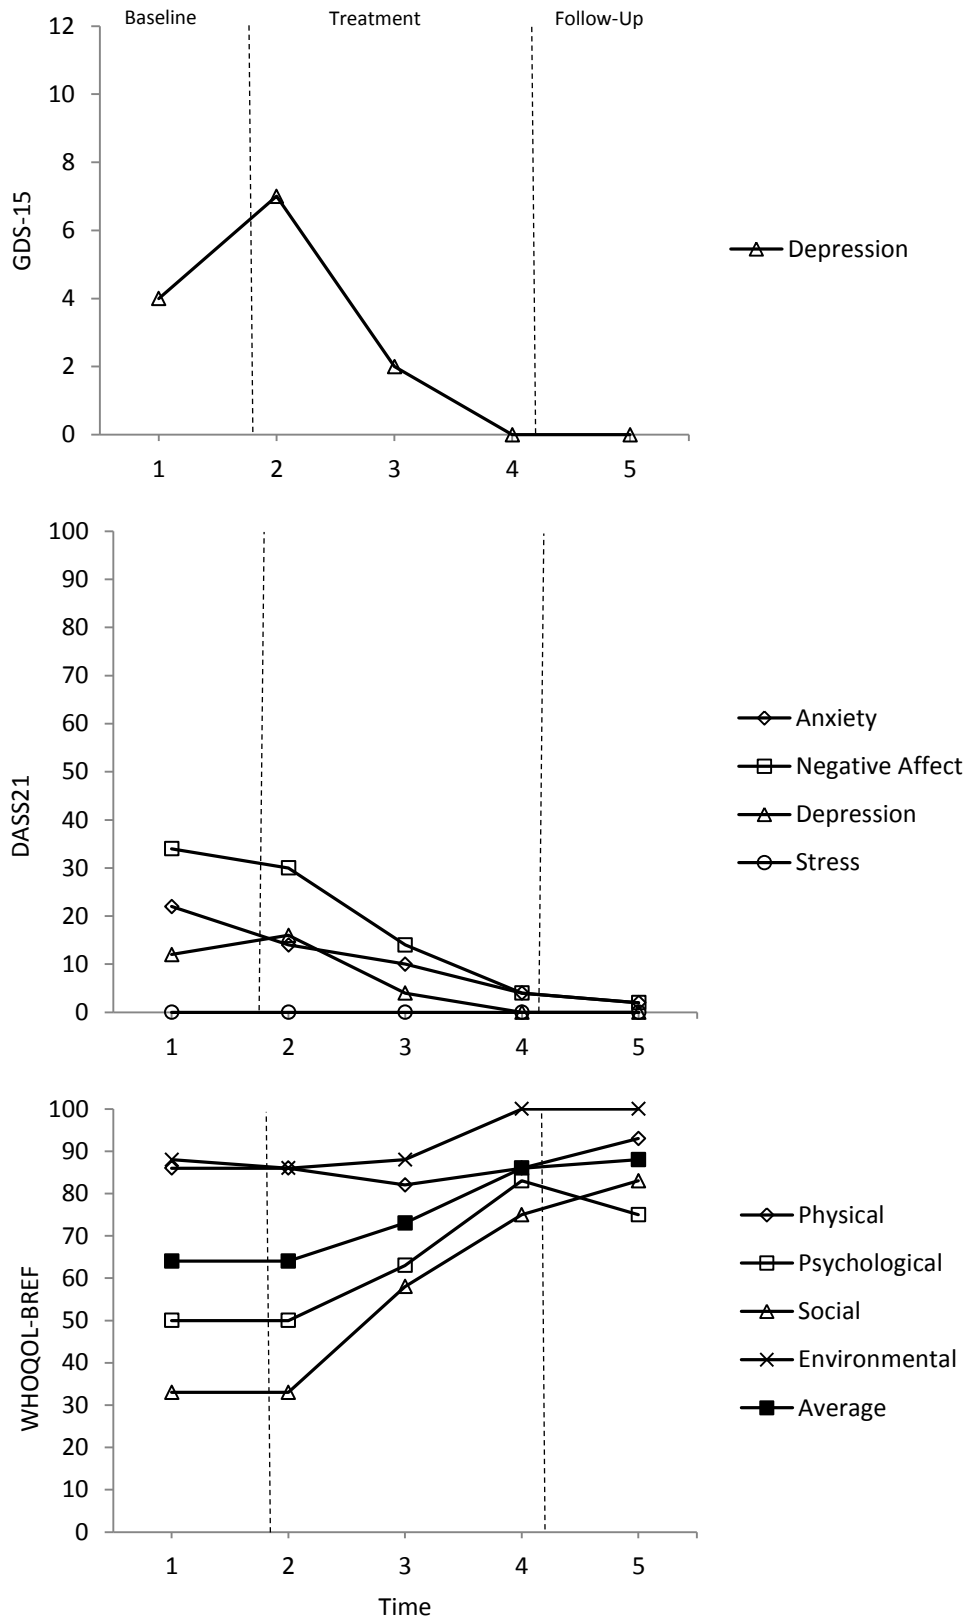 Baseline Treatment Follow-Up
12
10
8
6
4
2
0
GDS-15
Depression
1 2 3 4 5
100
90
80
70
60
50
40
30
20
10
0
DASS21
Anxiety
Negative Affect
Depression
Stress
1 2 3 4 5
100
90
80
70
60
50
40
30
20
10
0
WHOQOL-BREF
Physical
Psychological
Social
Environmental
Average
1 2 3 4 5
Time